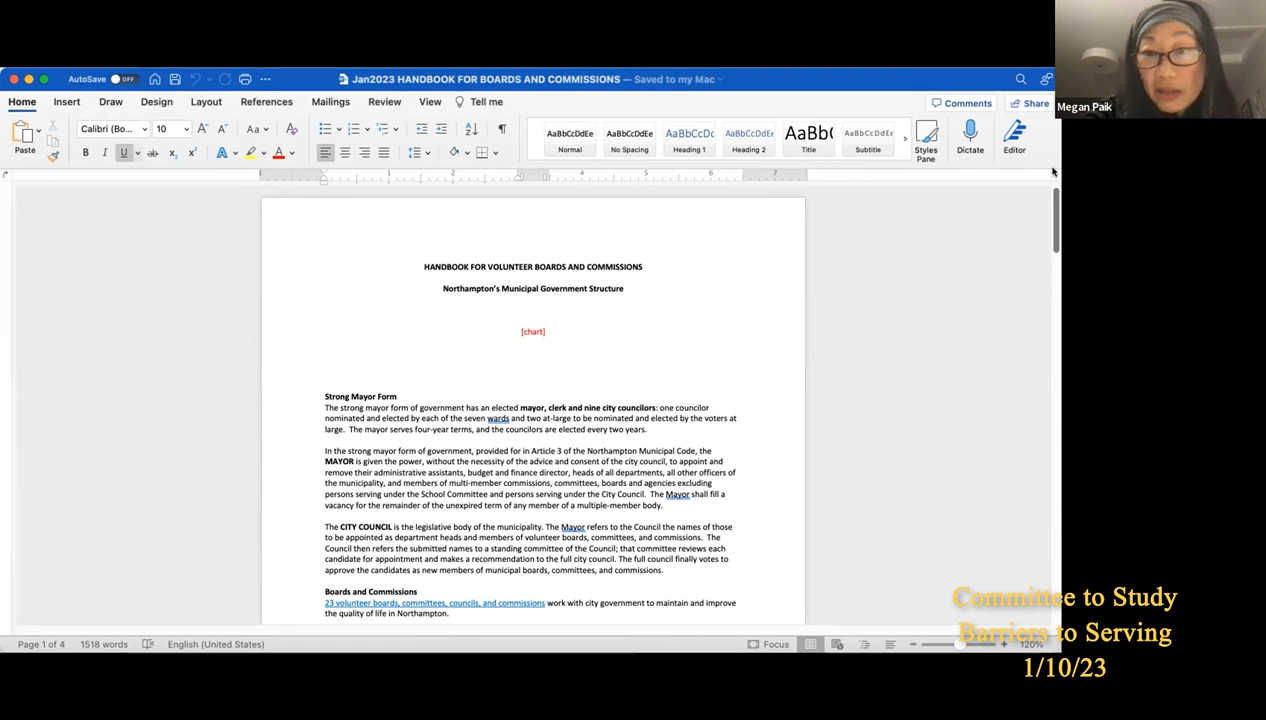 AutoSave OFF
Jan2023 HANDBOOK FOR BOARDS AND COMMISSIONS — Saved to my Mac
Megan Paik
Home Insert Draw Design Layout References Mailings Review View Tell me
Comments Share
Paste
Calibri (Bo... 10
AaBbCcDdEe AaBbCcDdEe AaBbCcDc AaBbCcDdEe AaBb( AaBbCcDdEe
Normal No Spacing Heading 1 Heading 2 Title Subtitle
Styles Pane
Dictate
Editor
1 1 2 3 4 5 6 7
HANDBOOK FOR VOLUNTEER BOARDS AND COMMISSIONS
Northampton's Municipal Government Structure
[chart]
Strong Mayor Form
The strong mayor form of government has an elected mayor, clerk and nine city councilors: one councilor
nominated and elected by each of the seven wards and two at-large to be nominated and elected by the voters at
large. The mayor serves four-year terms, and the councilors are elected every two years.
In the strong mayor form of government, provided for in Article 3 of the Northampton Municipal Code, the
MAYOR is given the power, without the necessity of the advice and consent of the city council, to appoint and
remove their administrative assistants, budget and finance director, heads of all departments, all other officers of
the municipality, and members of multi-member commissions, committees, boards and agencies excluding
persons serving under the School Committee and persons serving under the City Council. The Mayor shall fill a
vacancy for the remainder of the unexpired term of any member of a multiple-member body.
The CITY COUNCIL is the legislative body of the municipality. The Mayor refers to the Council the names of those
to be appointed as department heads and members of volunteer boards, committees, and commissions. The
Council then refers the submitted names to a standing committee of the Council; that committee reviews each
candidate for appointment and makes a recommendation to the full city council. The full council finally votes to
approve the candidates as new members of municipal boards, committees, and commissions.
Boards and Commissions
23 volunteer boards, committees, councils, and commissions work with city government to maintain and improve
the quality of life in Northampton.
Page 1 of 4 1518 words English (United States) Focus 120%
Committee to Study
Barriers to Serving
1/10/23